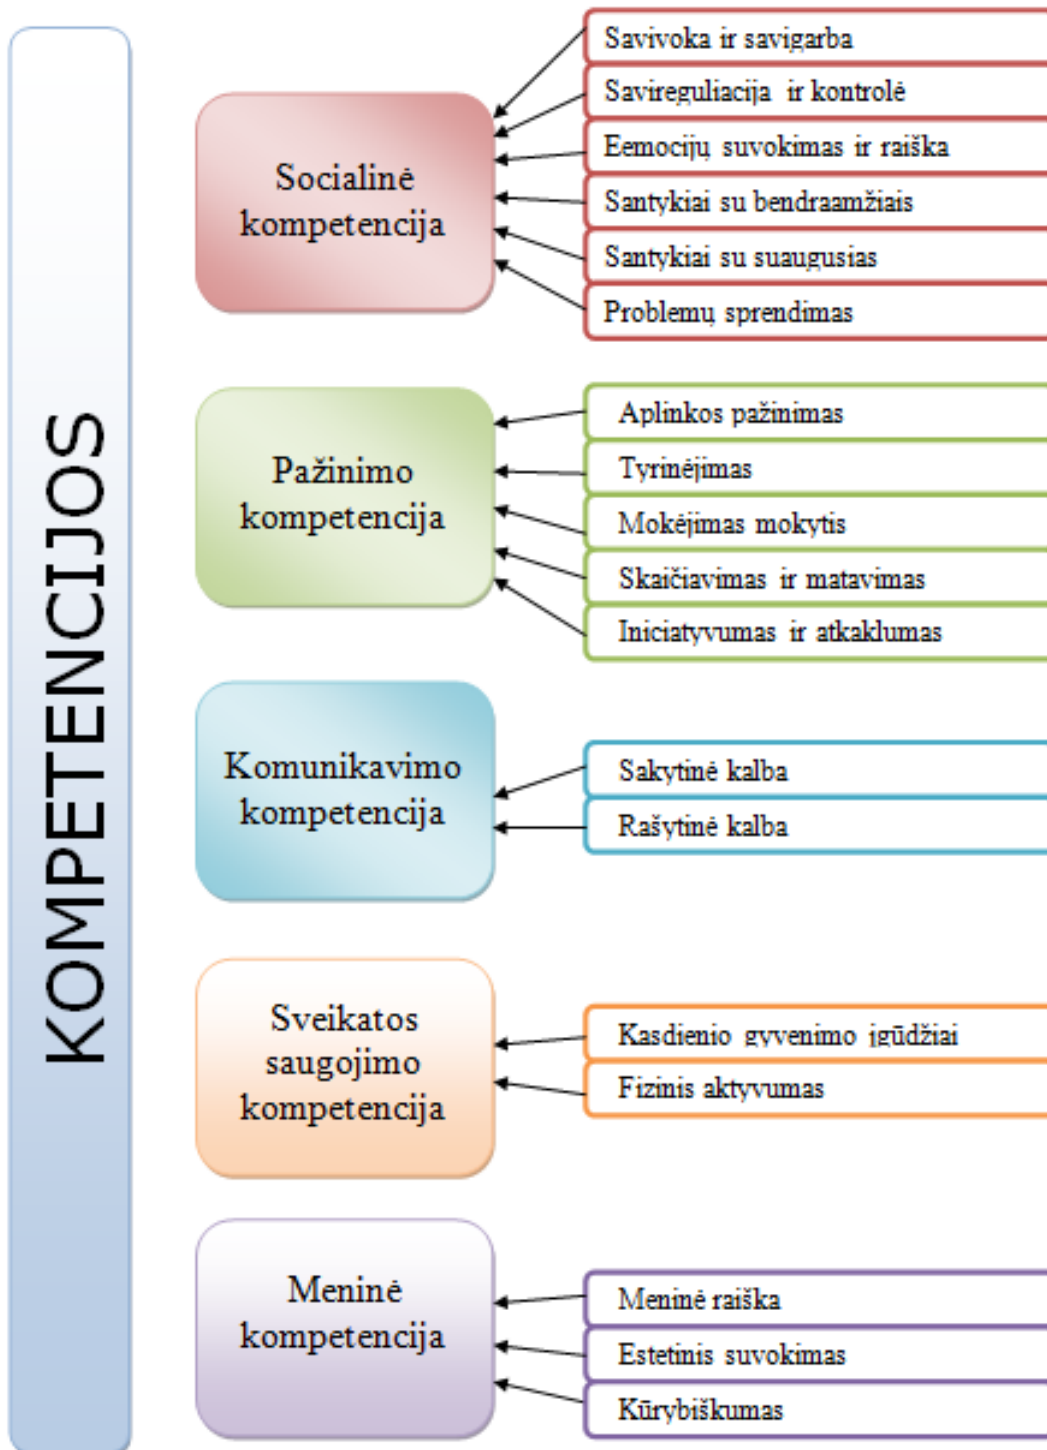 KOMPETENCIJOS
Socialinė
kompetencija
Savivoka ir savigarba
Savireguliacija ir kontrolė
Eemocijų suvokimas ir raiška
Santykiai su bendraamžiais
Santykiai su suaugusias
Problemų sprendimas
Pažinimo
kompetencija
Aplinkos pažinimas
Tyrinėjimas
Mokėjimas mokytis
Skaičiavimas ir matavimas
Iniciatyvumas ir atkaklumas
Komunikavimo
kompetencija
Sakytinė kalba
Rašytinė kalba
Sveikatos
saugojimo
kompetencija
Kasdienio gyvenimo įgūdžiai
Fizinis aktyvumas
Meninė
kompetencija
Meninė raiška
Estetinis suvokimas
Kūrybiškumas